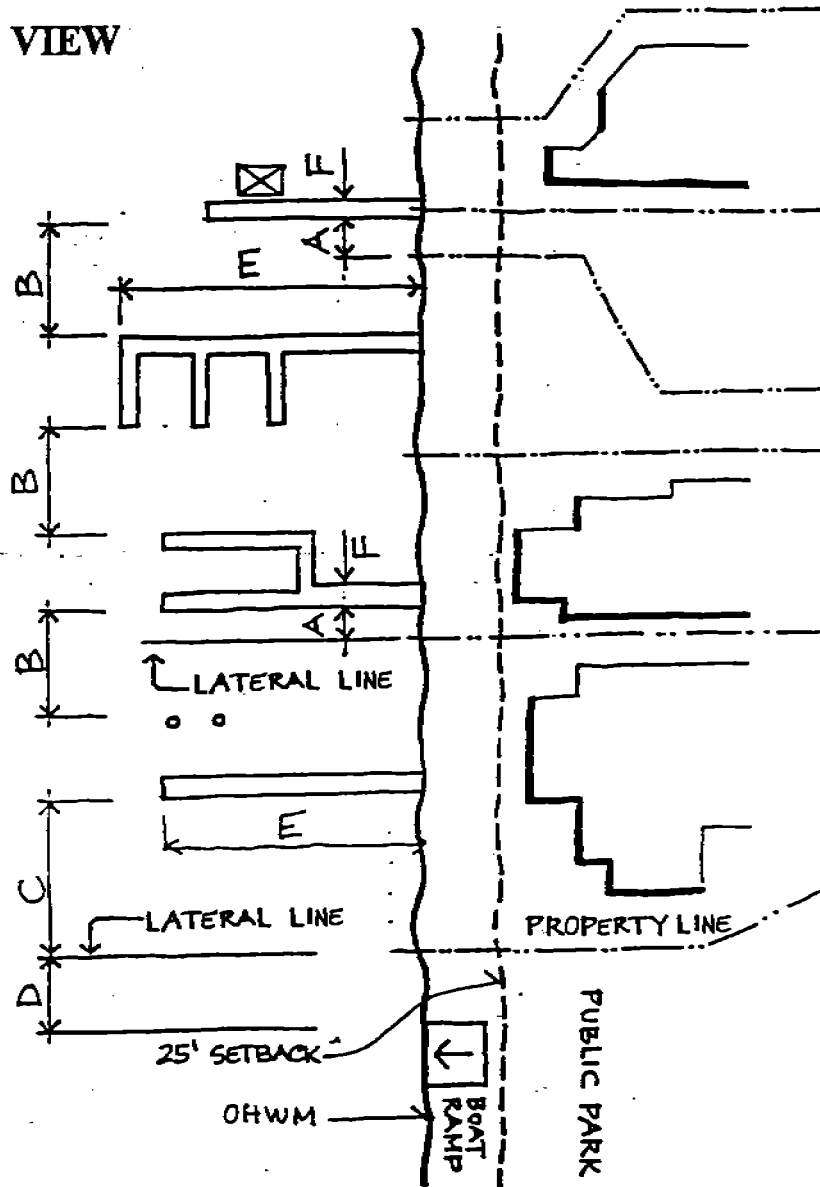 VIEW
F
A
B
E
B
F
A
B
LATERAL LINE
E
C
LATERAL LINE
PROPERTY LINE
D
25' SETBACK
OHWM
BOAT
RAMP
PUBLIC PARK